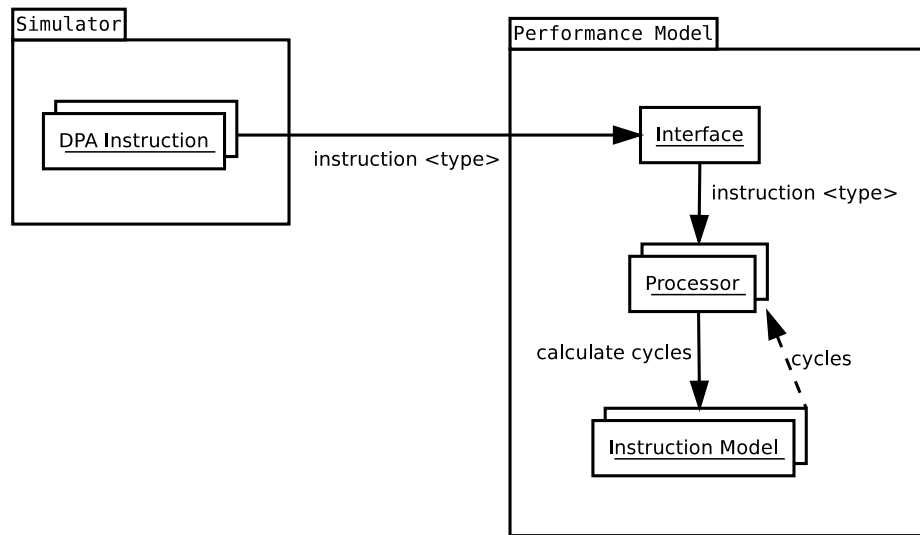 Simulator
Performance Model
DPA Instruction
Interface
instruction <type>
instruction <type>
Processor
calculate cycles
cycles
Instruction Model